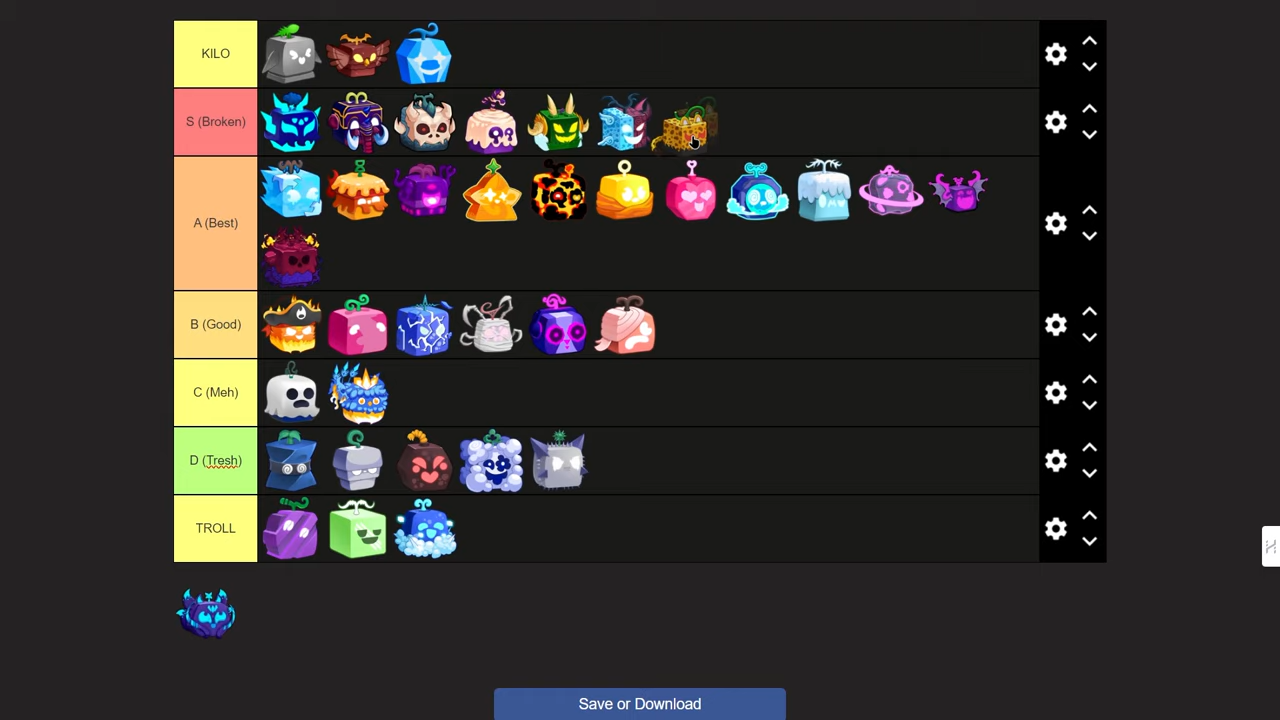 KILO
S (Broken)
A (Best)
B (Good)
C (Meh)
D (Tresh)
TROLL
Save or Download